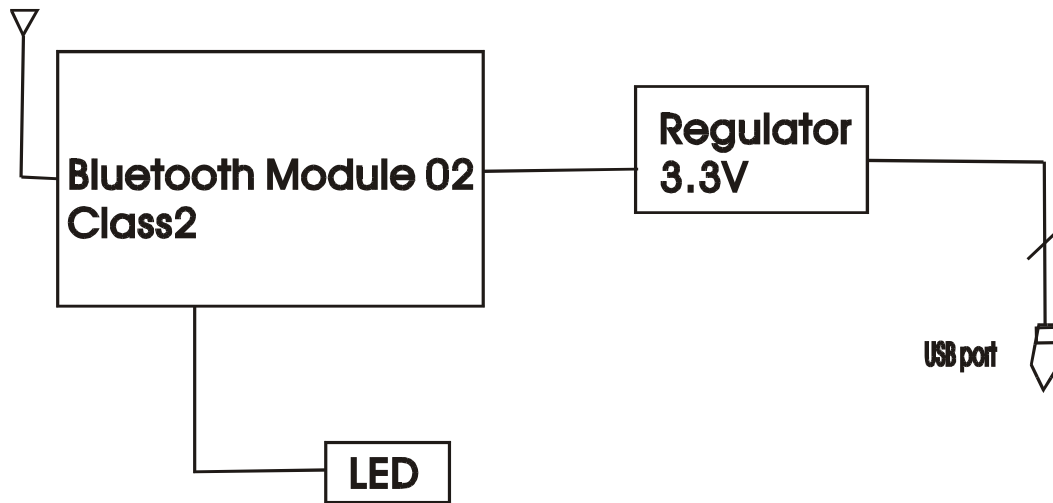 Regulator
3.3V
Bluetooth Module 02
Class2
USB port
LED